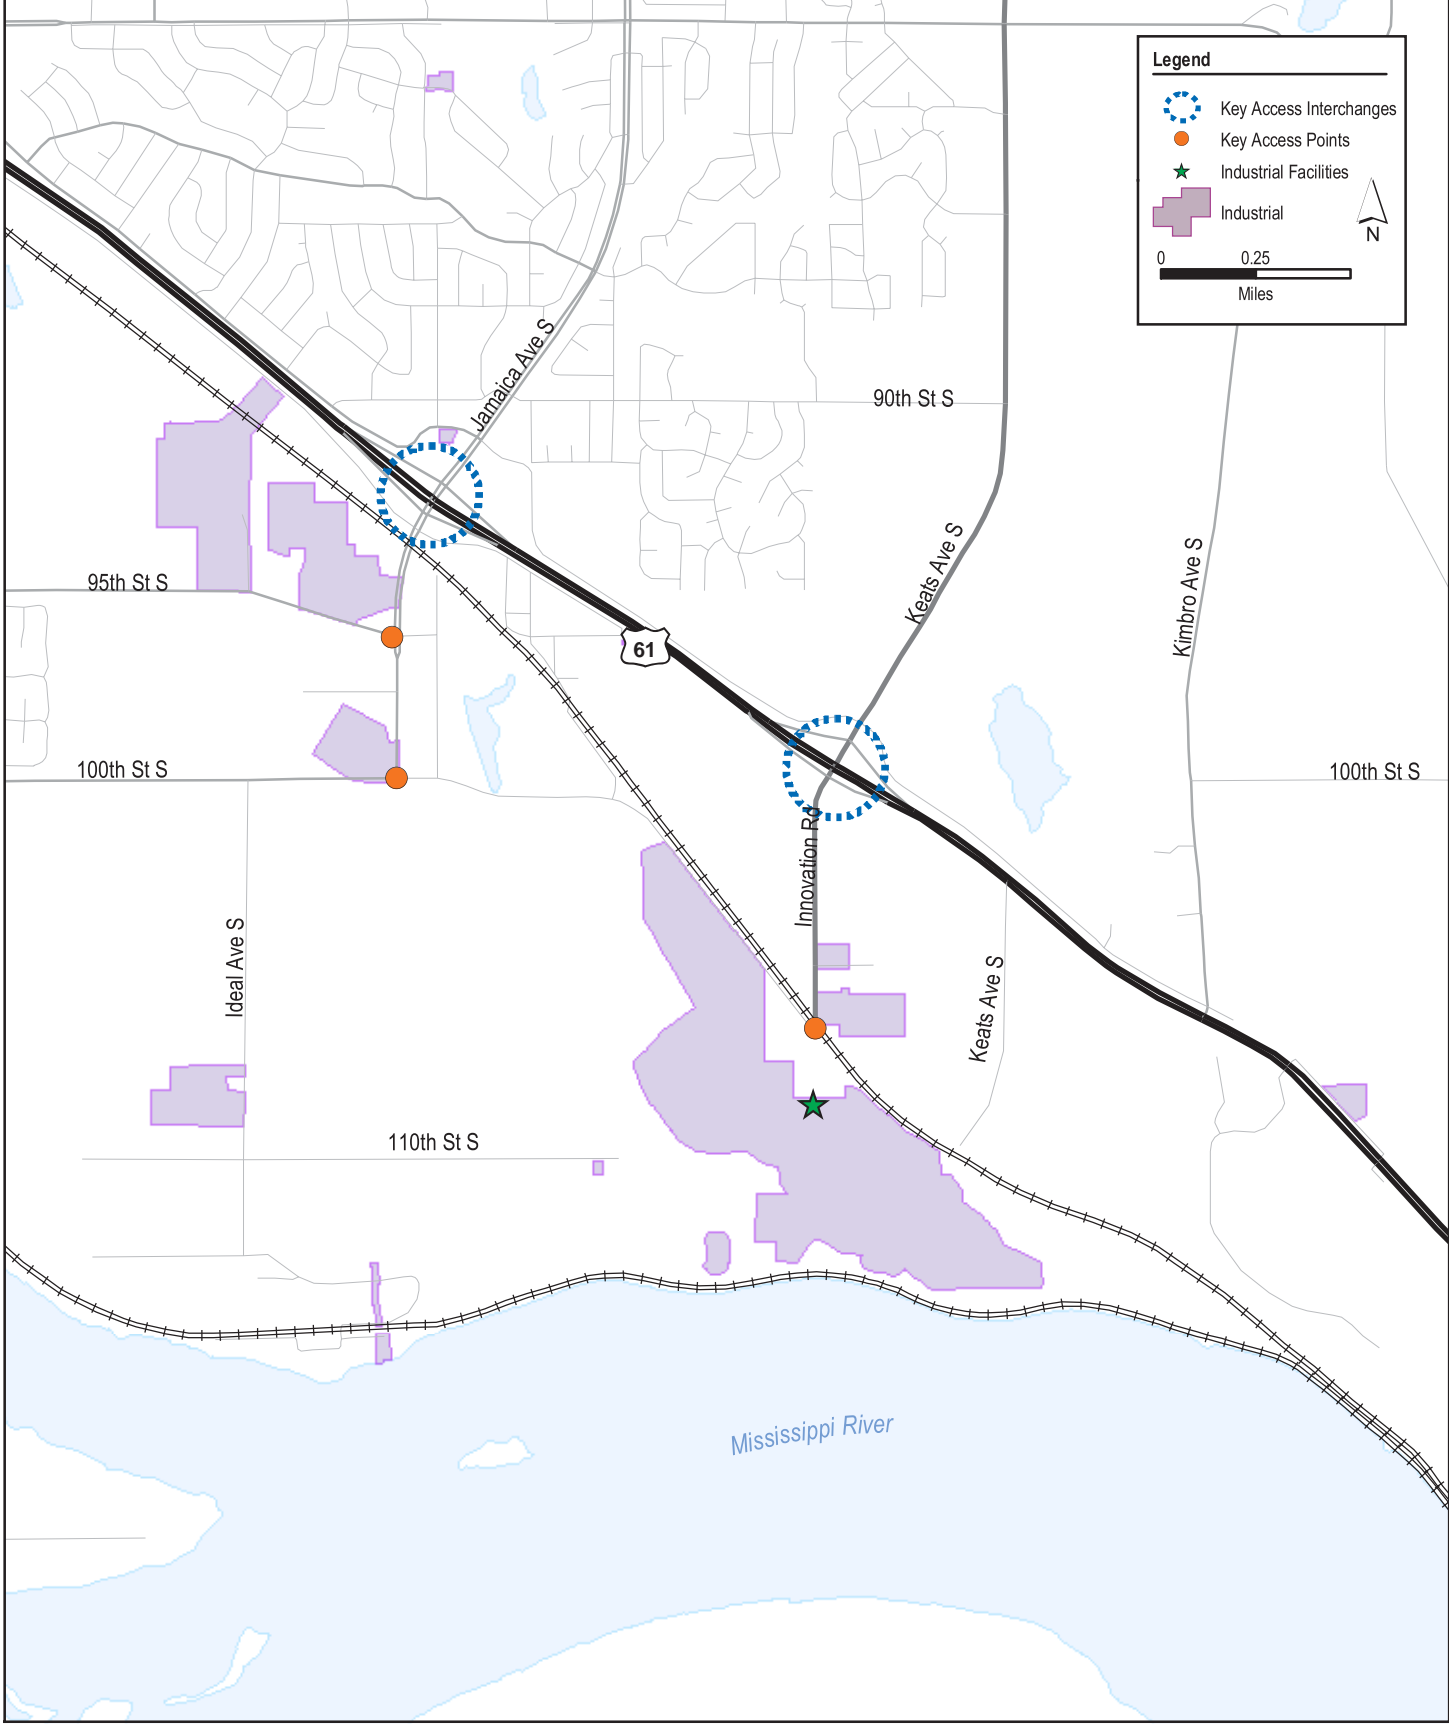 Legend
Key Access Interchanges
Key Access Points
Industrial Facilities
Industrial
N
0 0.25
Miles
Jamaica Ave S
90th St S
Keats Ave S
Kimbro Ave S
95th St S
61
100th St S
100th St S
Innovation Rd
Ideal Ave S
Keats Ave S
110th St S
Mississippi River